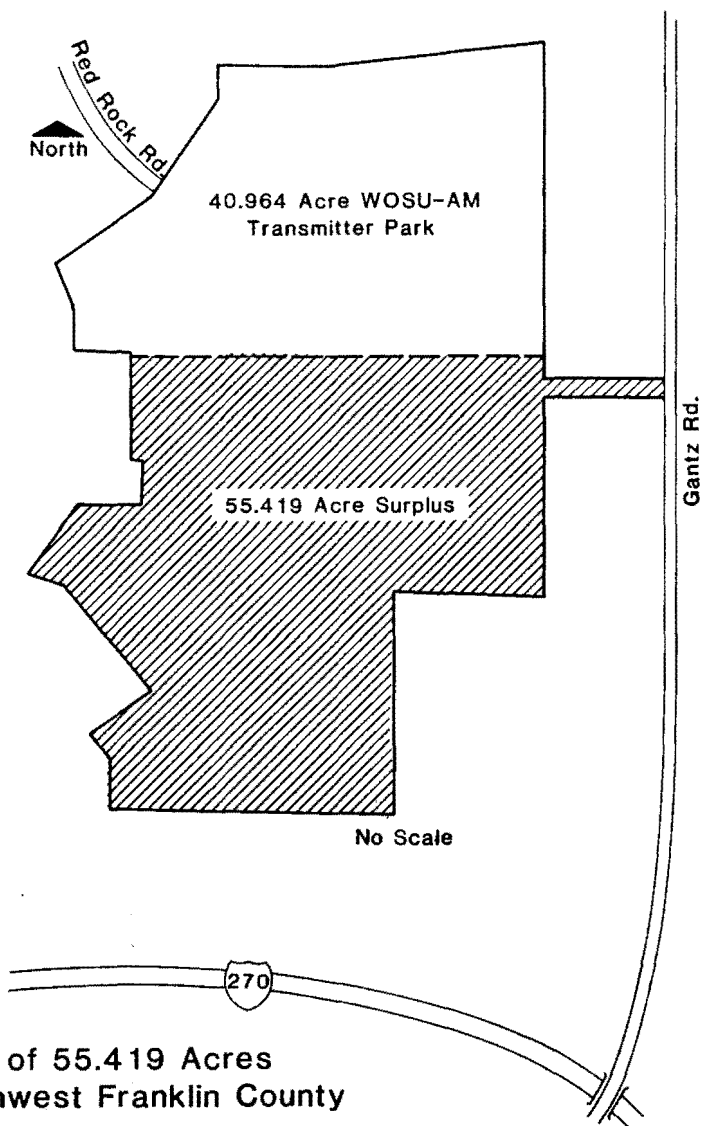 Red Rock Rd.
North
40.964 Acre WOSU-AM
Transmitter Park
Gantz Rd.
55.419 Acre Surplus
No Scale
270
of 55.419 Acres
Franklin County